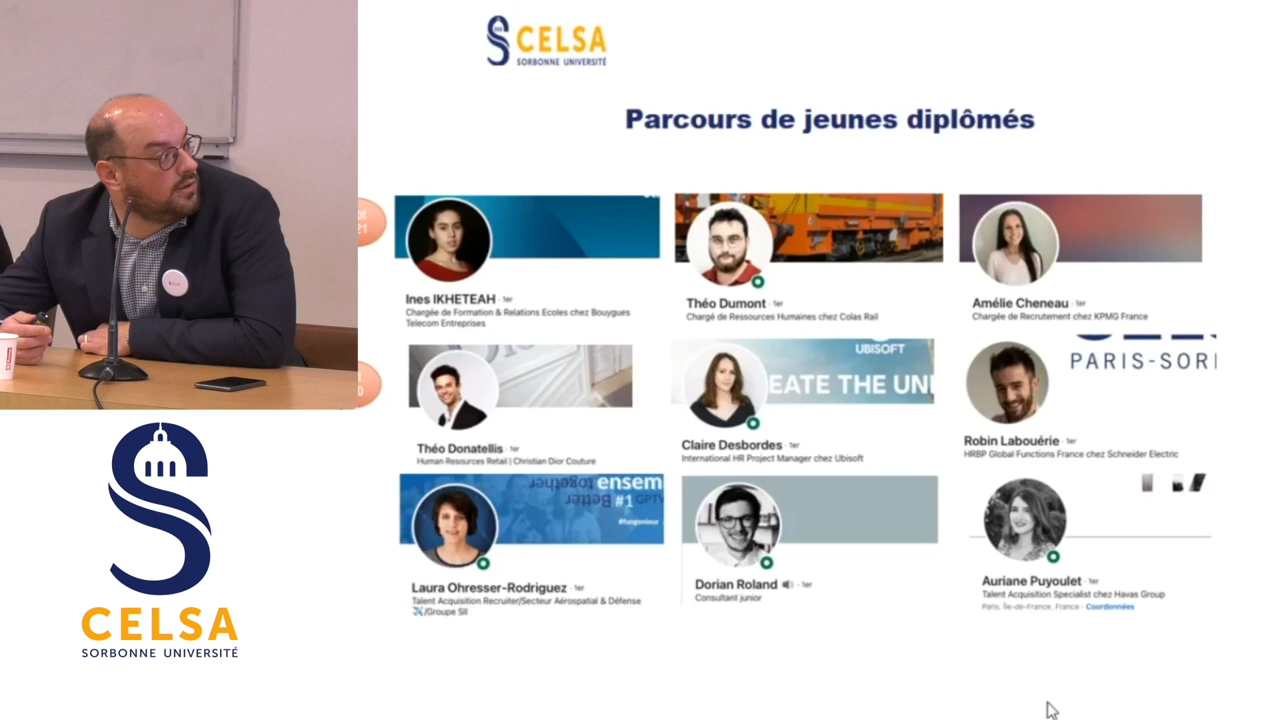 CELSA
SORBONNE UNIVERSITÉ
Parcours de jeunes diplômés
21
Ines IKHETEAH · 1er
Chargée de Formation & Relations Ecoles chez Bouygues
Telecom Entreprises
Théo Dumont · 1er
Chargé de Ressources Humaines chez Colas Rail
Amélie Cheneau · 1er
Chargée de Recrutement chez KPMG France
0
Théo Donatellis · 1er
Human Resources Retail | Christian Dior Couture
UBISOFT
EATE THE UNI
Claire Desbordes · 1er
International HR Project Manager chez Ubisoft
PARIS-SOR
Robin Labouérie · 1er
HRBP Global Functions France chez Schneider Electric
ensem
together
Better
#1
GPTW
#fungenieur
Laura Ohresser-Rodriguez · 1er
Talent Acquisition Recruiter/Secteur Aérospatial & Défense
✈️/Groupe SII
Dorian Roland 🔊 · 1er
Consultant junior
Auriane Puyoulet · 1er
Talent Acquisition Specialist chez Havas Group
Paris, Île-de-France, France · Coordonnées
CELSA
SORBONNE UNIVERSITÉ